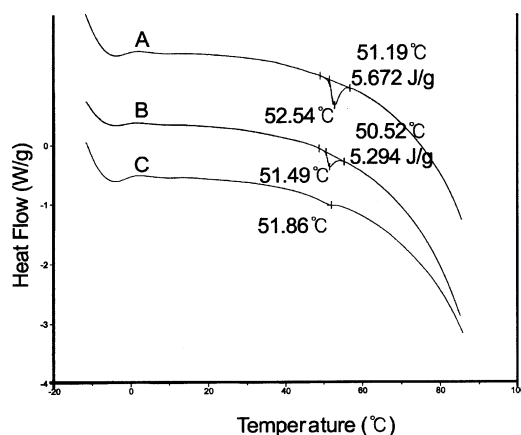 A
51.19℃
5.672 J/g
52.54℃
50.52℃
B
0
51.49℃
5.294 J/g
C
-1
51.86℃
Heat Flow (W/g)
-2
-3
-4
-20
0
20
40
60
80
10
Temperature (℃)